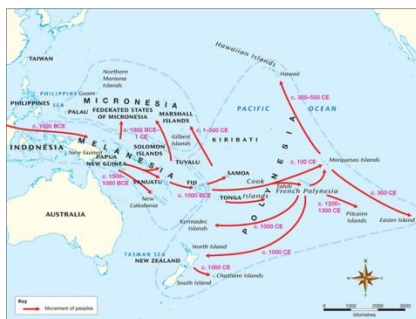 TAIWAN
PHILIPPINE
SEA
PHILIPPINES
Guam
Northern
Mariana
Islands
PALAU
FEDERATED STATES
OF MICRONESIA
MICRONESIA
MARSHALL
ISLANDS
Gilbert
Islands
KIRIBATI
Hawaiian Islands
Hawaii
PACIFIC OCEAN
c. 300–500 CE
c. 1500 BCE
c. 1500 BCE–
1 CE
c. 1–500 CE
INDONESIA
New Guinea
MELANESIA
PAPUA
NEW GUINEA
SOLOMON
ISLANDS
TUVALU
c. 1500–
1000 BCE
VANUATU
New
Caledonia
FIJI
c. 1000 BCE
SAMOA
TONGA
Cook
Islands
POLYNESIA
c. 100 CE
Marquesas Islands
Tahiti
French Polynesia
c. 300 CE
c. 1200–
1300 CE
Pitcairn
Islands
Easter Island
AUSTRALIA
Kermadec
Islands
c. 1000 CE
c. 1000 CE
TASMAN SEA
North Island
NEW ZEALAND
c. 1000 CE
Chatham Islands
South Island
Key
Movement of peoples